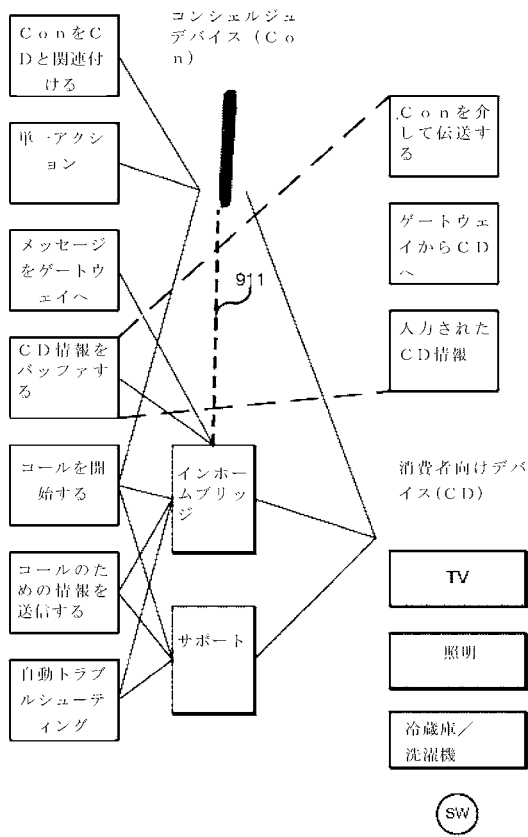 ConをC
Dと関連付
ける
コンシェルジュ
デバイス(Co
n)
単一アクシ
ョン
Conを介
して伝送す
る
メッセージ
をゲートウ
ェイへ
ゲートウェ
イからCD
へ
911
CD情報を
バッファす
る
入力された
CD情報
コールを開
始する
インホー
ムブリッ
ジ
消費者向けデバ
イス(CD)
コールのた
めの情報を
送信する
サポート
TV
自動トラブ
ルシューテ
ィング
照明
冷蔵庫/
洗濯機
SW